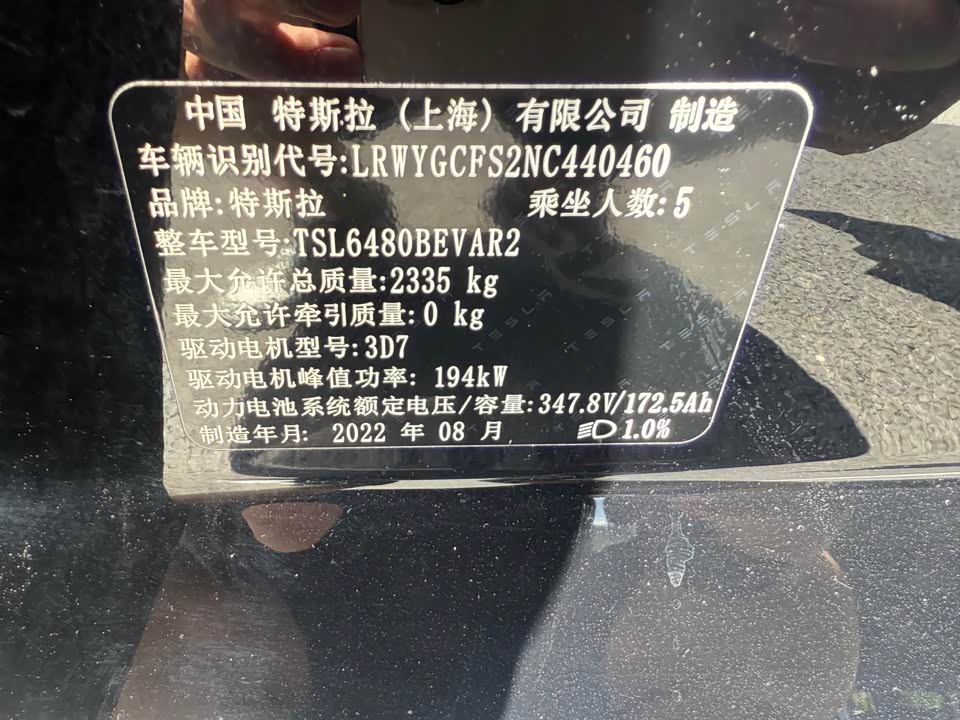 中国 特斯拉（上海）有限公司 制造
车辆识别代号:LRWYGCFS2NC440460
品牌:特斯拉 乘坐人数:5
整车型号:TSL6480BEVAR2
最大允许总质量:2335 kg
最大允许牵引质量:0 kg
驱动电机型号:3D7
驱动电机峰值功率: 194kW
动力电池系统额定电压/容量:347.8V/172.5Ah
制造年月: 2022 年 08 月 1.0%